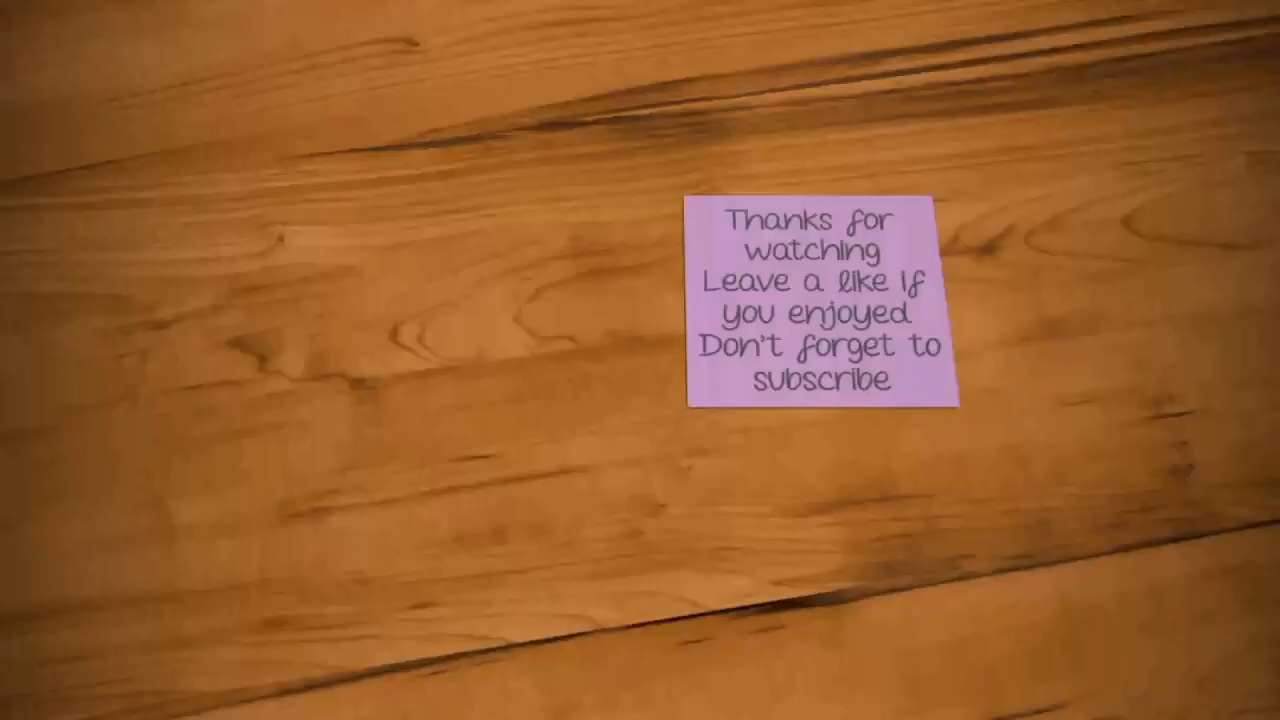 Thanks for
watching
Leave a like if
you enjoyed
Don't forget to
subscribe